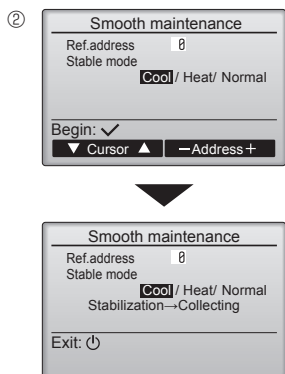 ②
Smooth maintenance
Ref.address 0
Stable mode
Cool / Heat/ Normal
Begin: ✓
▼ Cursor ▲ −Address+
Smooth maintenance
Ref.address 0
Stable mode
Cool / Heat/ Normal
Stabilization→Collecting
Exit: ⏻